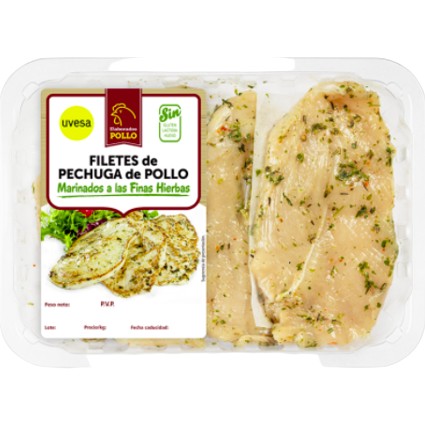 uvesa
Elaborados
POLLO
Sin
FILETES de
PECHUGA de POLLO
Marinados a las Finas Hierbas
Peso neto:
P.V.P.
Lote:
Precio/kg:
Fecha caducidad: